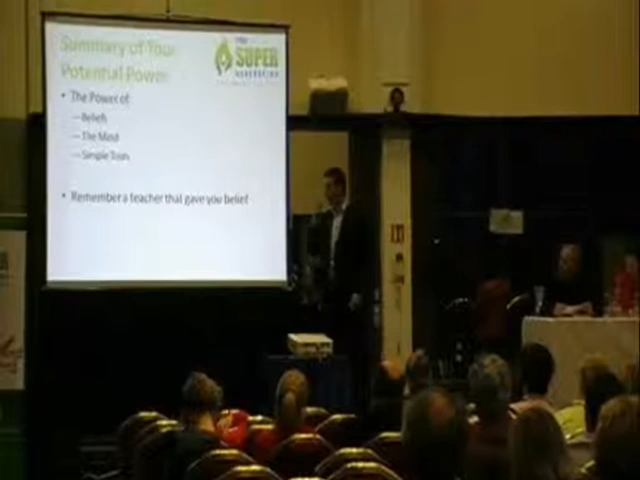 Summary of Your
Potential Power
SUPER
• The Power of:
— Beliefs
— The Mind
— Simple Tools
• Remember a teacher that gave you belief